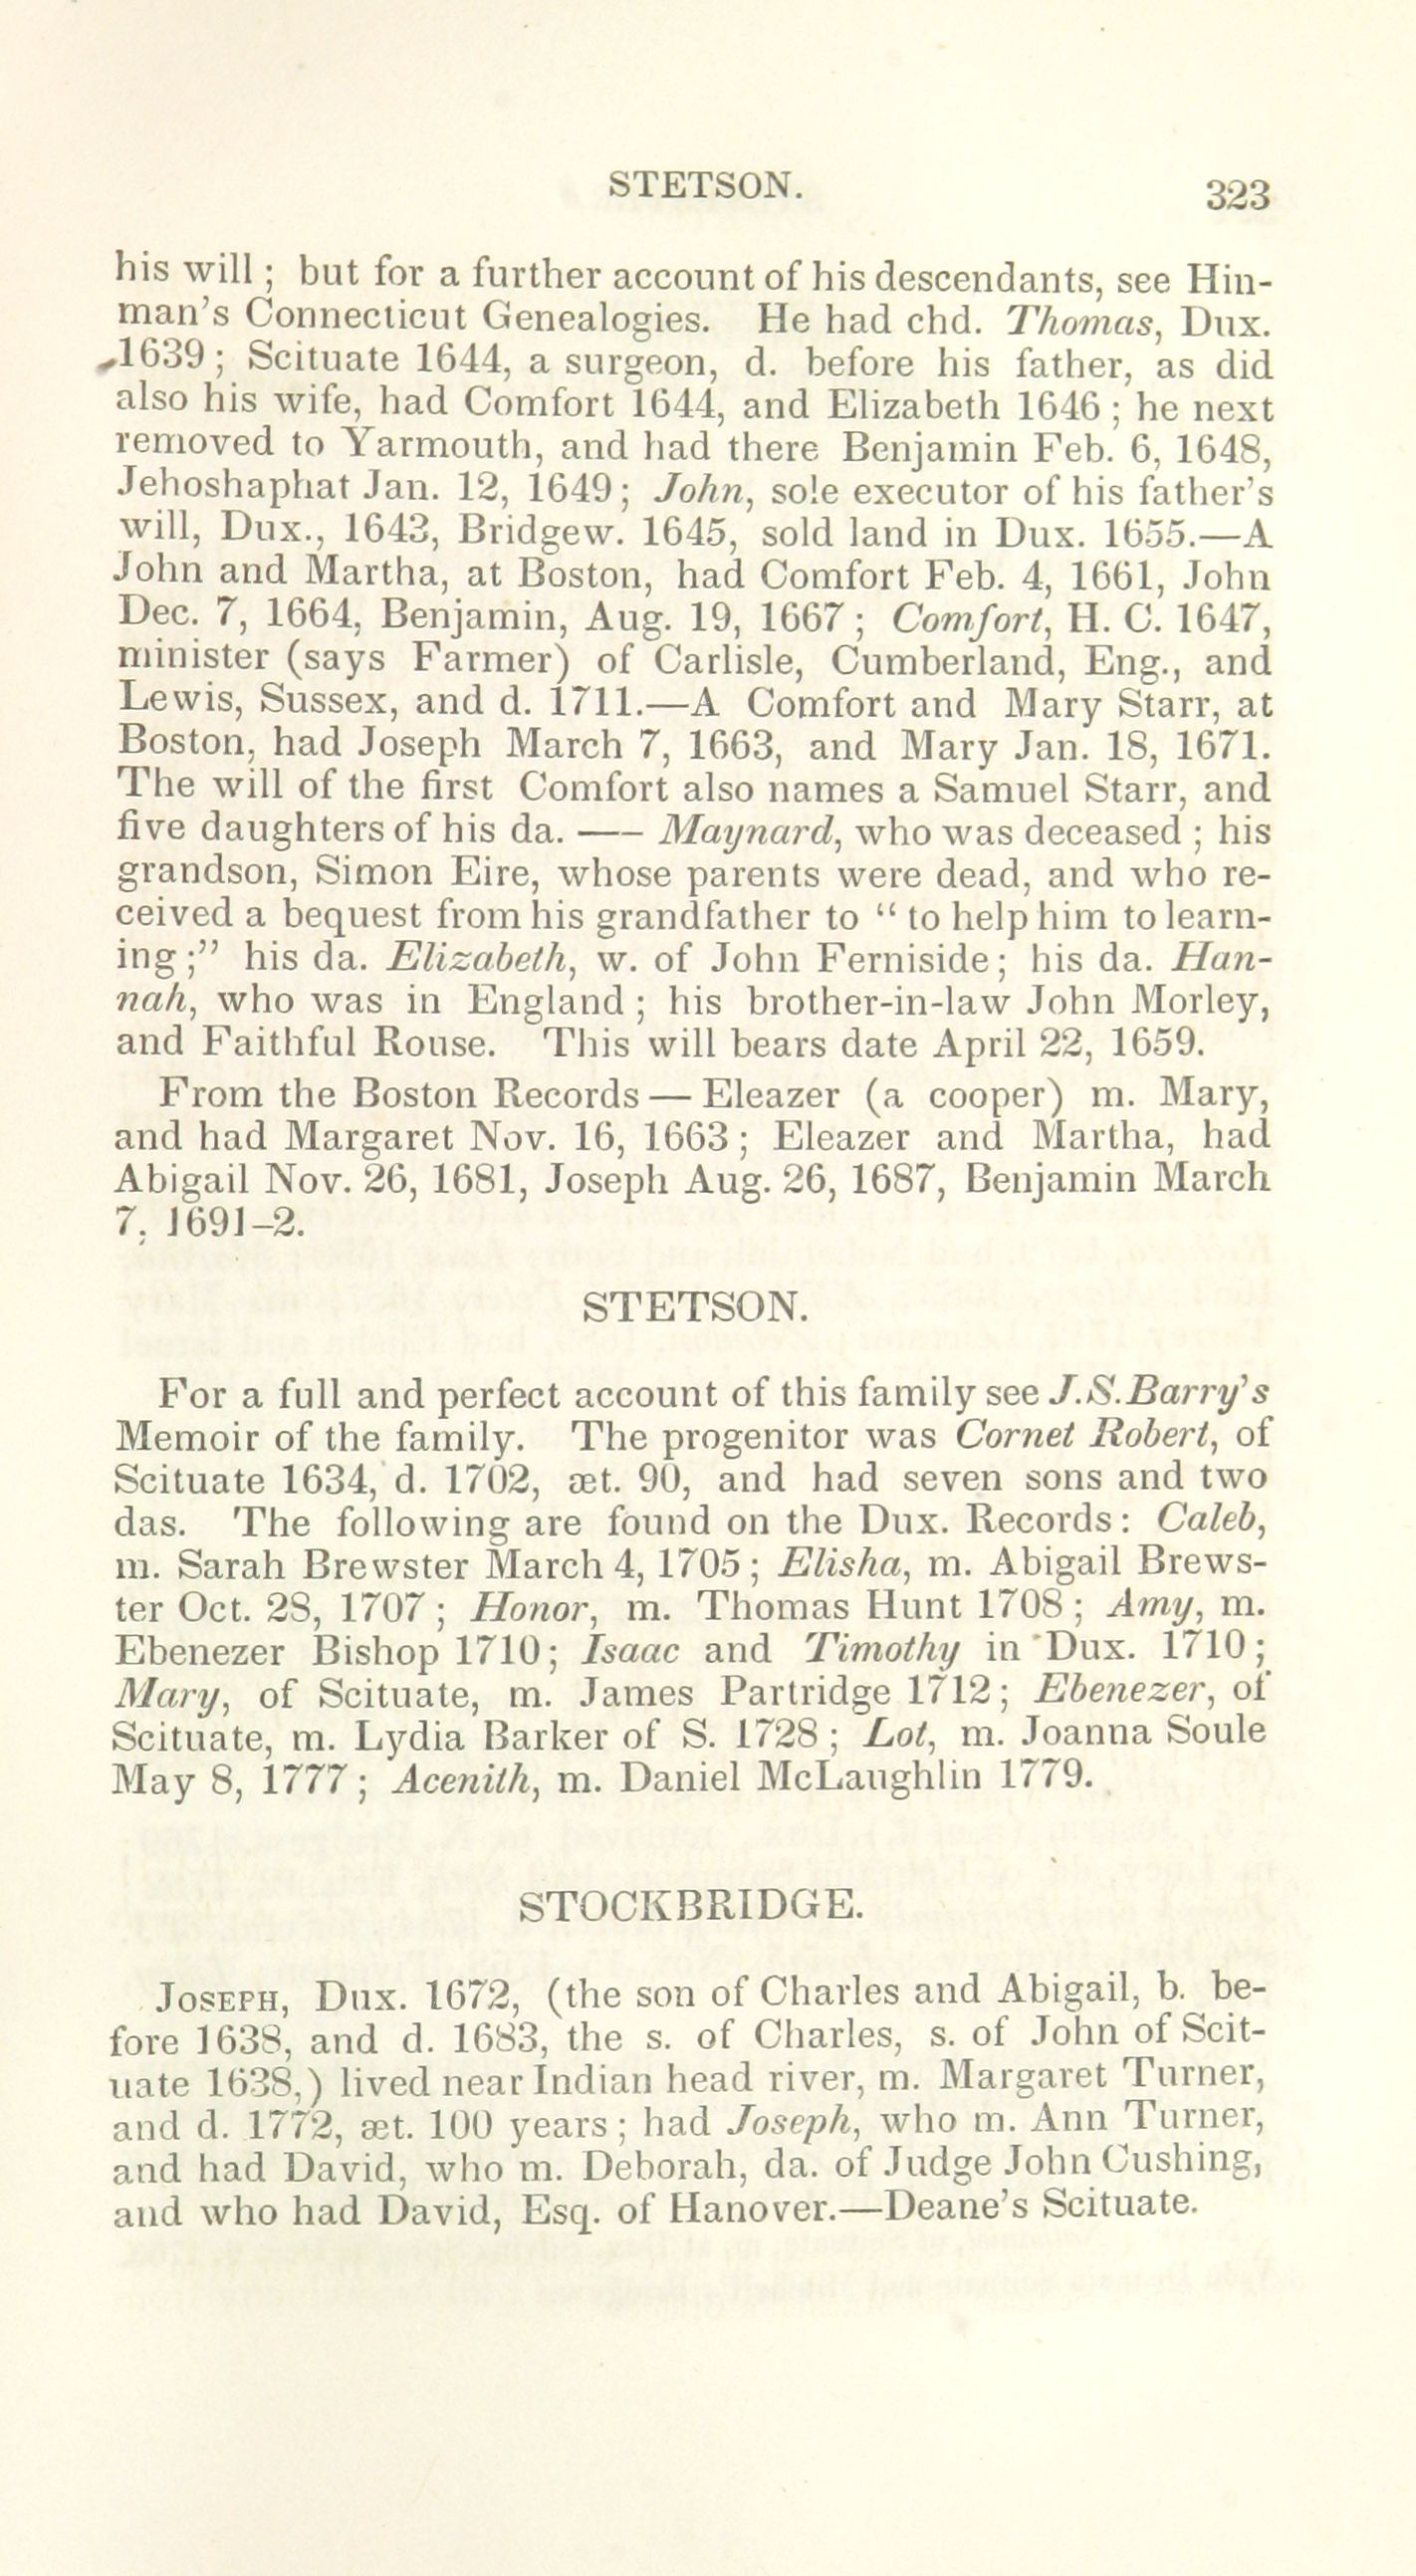 STETSON. 323
his will ; but for a further account of his descendants, see Hin-
man's Connecticut Genealogies. He had chd. Thomas, Dux.
1639 ; Scituate 1644, a surgeon, d. before his father, as did
also his wife, had Comfort 1644, and Elizabeth 1646 ; he next
removed to Yarmouth, and had there Benjamin Feb. 6, 1648,
Jehoshaphat Jan. 12, 1649 ; John, sole executor of his father's
will, Dux., 1643, Bridgew. 1645, sold land in Dux. 1655.—A
John and Martha, at Boston, had Comfort Feb. 4, 1661, John
Dec. 7, 1664, Benjamin, Aug. 19, 1667 ; Comfort, H. C. 1647,
minister (says Farmer) of Carlisle, Cumberland, Eng., and
Lewis, Sussex, and d. 1711.—A Comfort and Mary Starr, at
Boston, had Joseph March 7, 1663, and Mary Jan. 18, 1671.
The will of the first Comfort also names a Samuel Starr, and
five daughters of his da. —— Maynard, who was deceased ; his
grandson, Simon Eire, whose parents were dead, and who re-
ceived a bequest from his grandfather to “ to help him to learn-
ing ;” his da. Elizabeth, w. of John Ferniside ; his da. Han-
nah, who was in England ; his brother-in-law John Morley,
and Faithful Rouse. This will bears date April 22, 1659.
From the Boston Records — Eleazer (a cooper) m. Mary,
and had Margaret Nov. 16, 1663 ; Eleazer and Martha, had
Abigail Nov. 26, 1681, Joseph Aug. 26, 1687, Benjamin March
7, 1691-2.
STETSON.
For a full and perfect account of this family see J.S.Barry's
Memoir of the family. The progenitor was Cornet Robert, of
Scituate 1634, d. 1702, æt. 90, and had seven sons and two
das. The following are found on the Dux. Records : Caleb,
m. Sarah Brewster March 4, 1705 ; Elisha, m. Abigail Brews-
ter Oct. 28, 1707 ; Honor, m. Thomas Hunt 1708 ; Amy, m.
Ebenezer Bishop 1710 ; Isaac and Timothy in Dux. 1710 ;
Mary, of Scituate, m. James Partridge 1712 ; Ebenezer, of
Scituate, m. Lydia Barker of S. 1728 ; Lot, m. Joanna Soule
May 8, 1777 ; Acenith, m. Daniel McLaughlin 1779.
STOCKBRIDGE.
JOSEPH, Dux. 1672, (the son of Charles and Abigail, b. be-
fore 1638, and d. 1683, the s. of Charles, s. of John of Scit-
uate 1638,) lived near Indian head river, m. Margaret Turner,
and d. 1772, æt. 100 years ; had Joseph, who m. Ann Turner,
and had David, who m. Deborah, da. of Judge John Cushing,
and who had David, Esq. of Hanover.—Deane's Scituate.